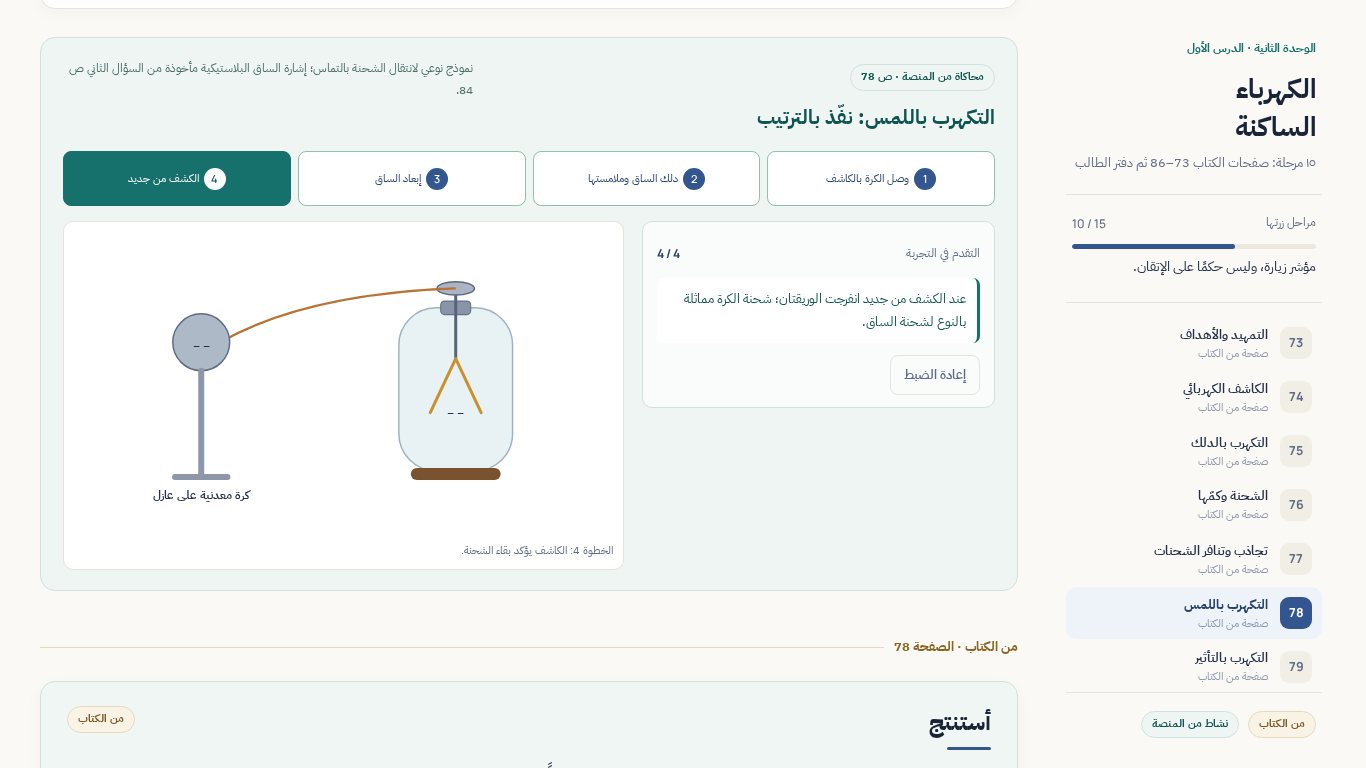 الوحدة الثانية · الدرس الأول
الكهرباء
الساكنة
١٥ مرحلة: صفحات الكتاب 73–86 ثم دفتر الطالب
مراحل زرتها
10 / 15
مؤشر زيارة، وليس حكمًا على الإتقان.
73
التمهيد والأهداف
صفحة من الكتاب
74
الكاشف الكهربائي
صفحة من الكتاب
75
التكهرب بالدلك
صفحة من الكتاب
76
الشحنة وكمّها
صفحة من الكتاب
77
تجاذب وتنافر الشحنات
صفحة من الكتاب
78
التكهرب باللمس
صفحة من الكتاب
79
التكهرب بالتأثير
صفحة من الكتاب
من الكتاب
نشاط من المنصة
محاكاة من المنصة · ص 78
التكهرب باللمس: نفّذ بالترتيب
نموذج نوعي لانتقال الشحنة بالتماس؛ إشارة الساق البلاستيكية مأخوذة من السؤال الثاني ص
84.
1 وصل الكرة بالكاشف
2 دلك الساق وملامستها
3 إبعاد الساق
4 الكشف من جديد
التقدم في التجربة
4 / 4
عند الكشف من جديد انفرجت الوريقتان؛ شحنة الكرة مماثلة
بالنوع لشحنة الساق.
إعادة الضبط
– –
– –
كرة معدنية على عازل
الخطوة 4: الكاشف يؤكد بقاء الشحنة.
من الكتاب · الصفحة 78
أستنتج
من الكتاب